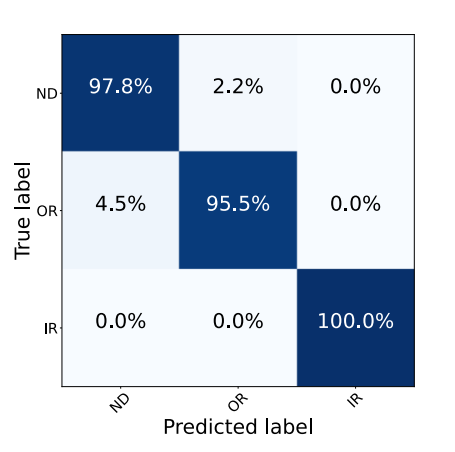 ND 97.8% 2.2% 0.0%
OR 4.5% 95.5% 0.0%
IR 0.0% 0.0% 100.0%
ND OR IR
True label
Predicted label